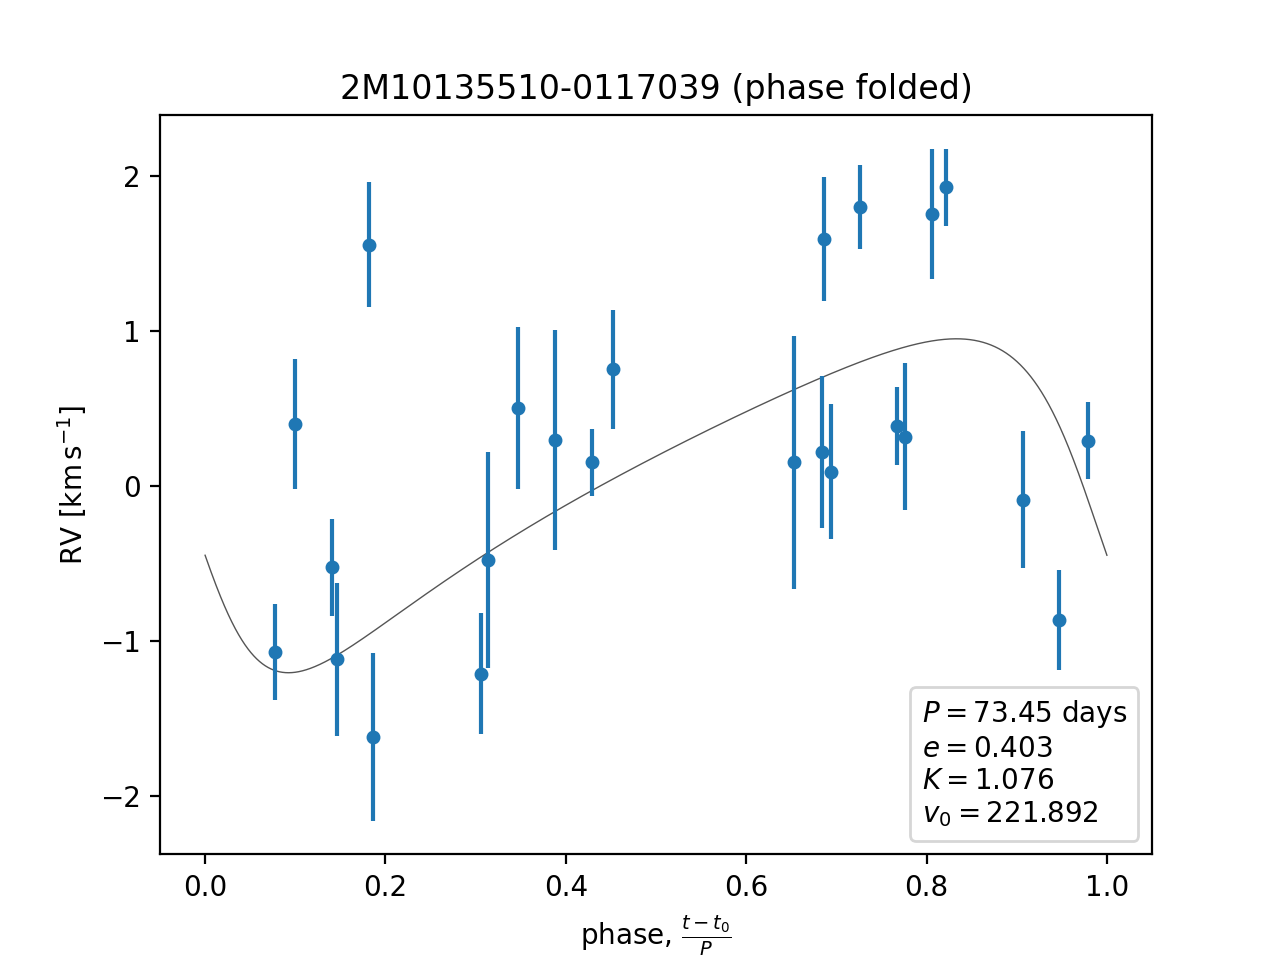 2M10135510-0117039 (phase folded)
RV [km s⁻¹]
2
1
0
−1
−2
P = 73.45 days
e = 0.403
K = 1.076
v₀ = 221.892
0.0 0.2 0.4 0.6 0.8 1.0
phase, (t − t₀)/P